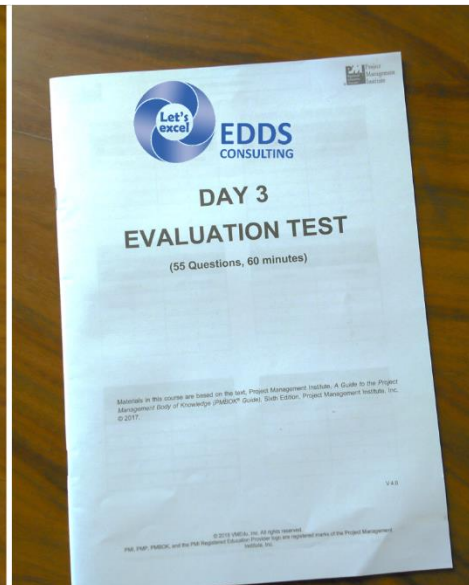 Project
Management
Institute
Let's
excel
EDDS
CONSULTING
DAY 3
EVALUATION TEST
(55 Questions, 60 minutes)
Materials in this course are based on the text, Project Management Institute, A Guide to the Project
Management Body of Knowledge (PMBOK® Guide), Sixth Edition, Project Management Institute, Inc.
© 2017.
V 4.0
© 2018 VMEdu, Inc. All rights reserved.
PMI, PMP, PMBOK, and the PMI Registered Education Provider logo are registered marks of the Project Management
Institute, Inc.